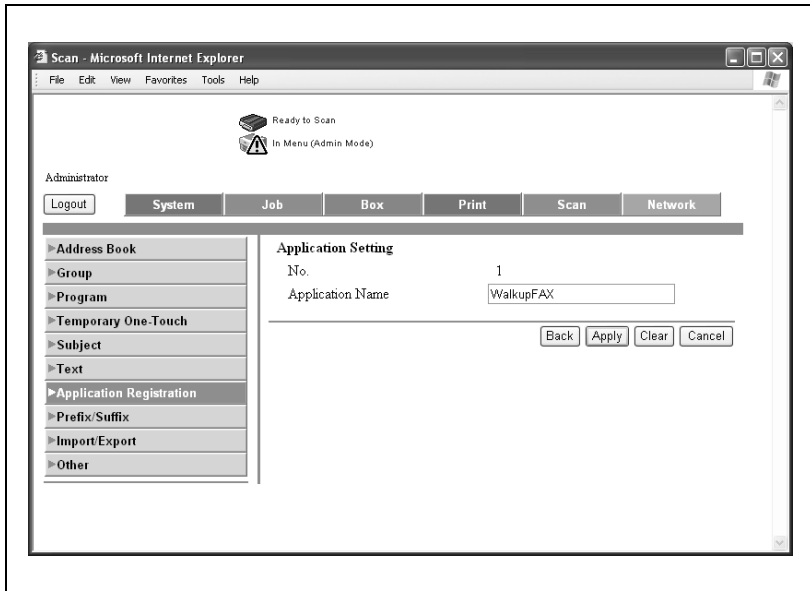 Scan - Microsoft Internet Explorer
File Edit View Favorites Tools Help
Ready to Scan
In Menu (Admin Mode)
Administrator
Logout System Job Box Print Scan Network
Address Book
Group
Program
Temporary One-Touch
Subject
Text
Application Registration
Prefix/Suffix
Import/Export
Other
Application Setting
No. 1
Application Name WalkupFAX
Back Apply Clear Cancel